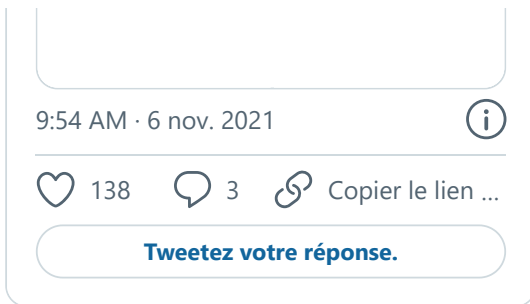 9:54 AM · 6 nov. 2021
138 3 Copier le lien ...
Tweetez votre réponse.